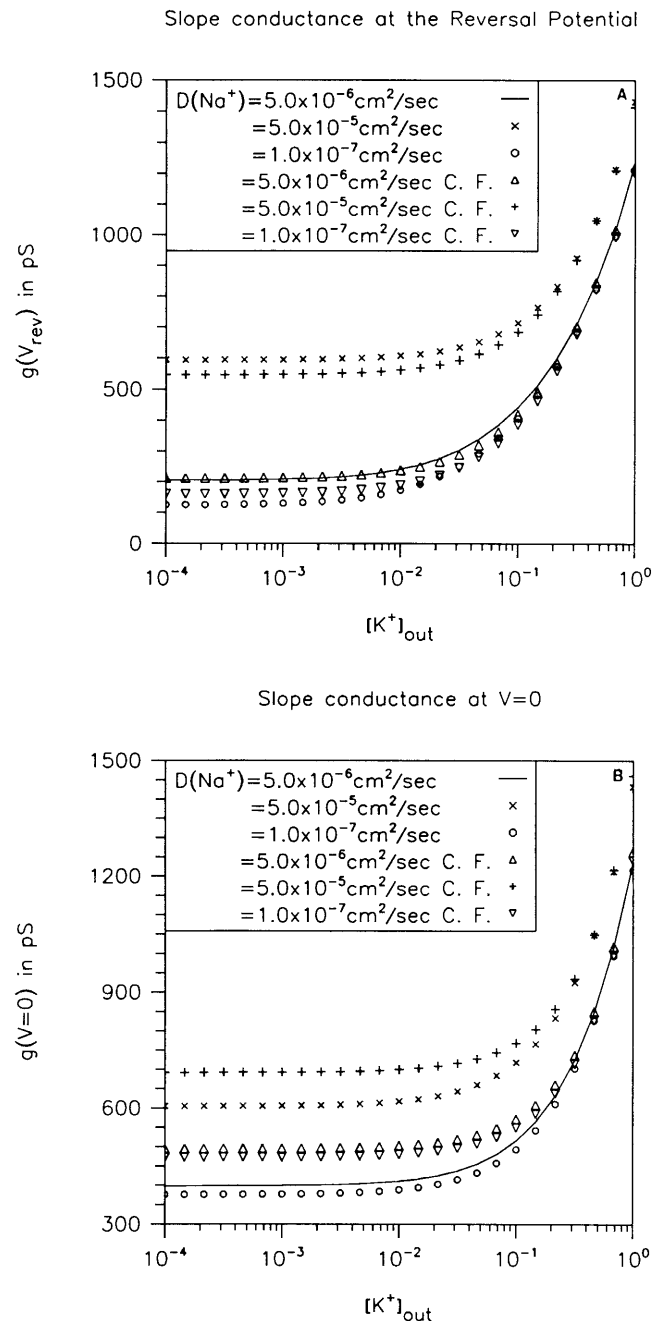 Slope conductance at the Reversal Potential
A
D(Na⁺)=5.0x10⁻⁶cm²/sec —
=5.0x10⁻⁵cm²/sec ×
=1.0x10⁻⁷cm²/sec ○
=5.0x10⁻⁶cm²/sec C. F. △
=5.0x10⁻⁵cm²/sec C. F. +
=1.0x10⁻⁷cm²/sec C. F. ▽
g(Vrev) in pS
1500
1000
500
0
10⁻⁴ 10⁻³ 10⁻² 10⁻¹ 10⁰
[K⁺]out
Slope conductance at V=0
B
D(Na⁺)=5.0x10⁻⁶cm²/sec —
=5.0x10⁻⁵cm²/sec ×
=1.0x10⁻⁷cm²/sec ○
=5.0x10⁻⁶cm²/sec C. F. △
=5.0x10⁻⁵cm²/sec C. F. +
=1.0x10⁻⁷cm²/sec C. F. ▽
g(V=0) in pS
1500
1200
900
600
300
10⁻⁴ 10⁻³ 10⁻² 10⁻¹ 10⁰
[K⁺]out